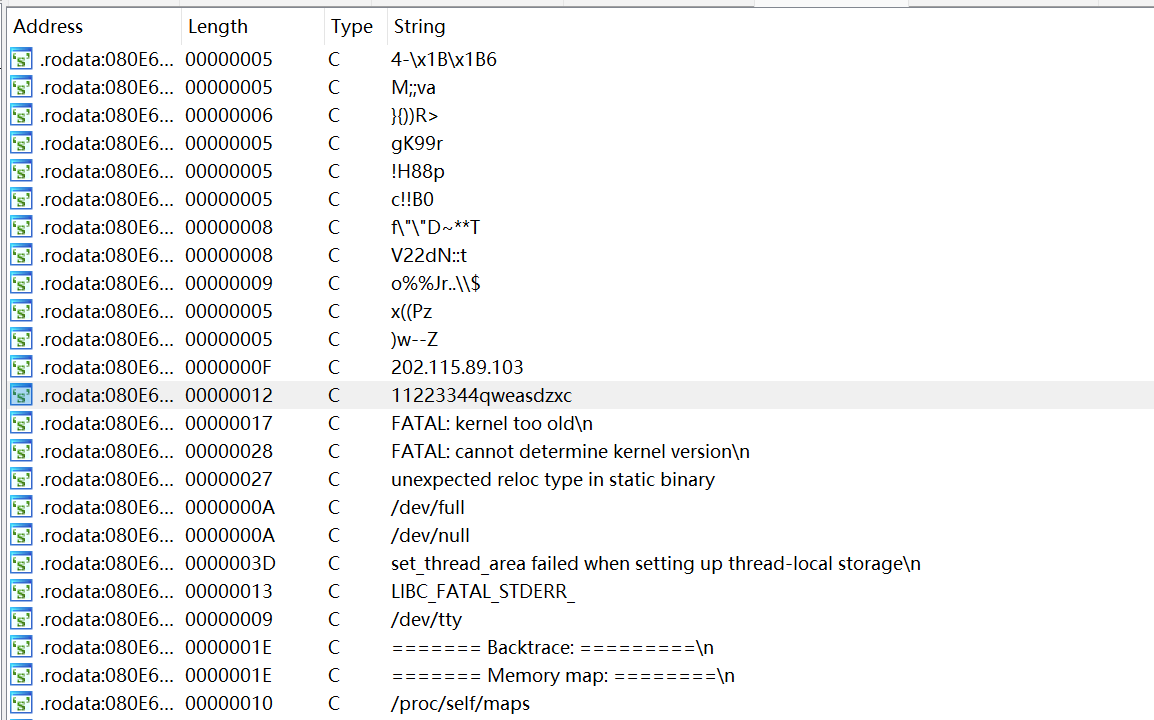 Address Length Type String
.rodata:080E6... 00000005 C 4-\x1B\x1B6
.rodata:080E6... 00000005 C M;;va
.rodata:080E6... 00000006 C }{))R>
.rodata:080E6... 00000005 C gK99r
.rodata:080E6... 00000005 C !H88p
.rodata:080E6... 00000005 C c!!B0
.rodata:080E6... 00000008 C f\"\"D~**T
.rodata:080E6... 00000008 C V22dN::t
.rodata:080E6... 00000009 C o%%Jr..\\$
.rodata:080E6... 00000005 C x((Pz
.rodata:080E6... 00000005 C )w--Z
.rodata:080E6... 0000000F C 202.115.89.103
.rodata:080E6... 00000012 C 11223344qweasdzxc
.rodata:080E6... 00000017 C FATAL: kernel too old\n
.rodata:080E6... 00000028 C FATAL: cannot determine kernel version\n
.rodata:080E6... 00000027 C unexpected reloc type in static binary
.rodata:080E6... 0000000A C /dev/full
.rodata:080E6... 0000000A C /dev/null
.rodata:080E6... 0000003D C set_thread_area failed when setting up thread-local storage\n
.rodata:080E6... 00000013 C LIBC_FATAL_STDERR_
.rodata:080E6... 00000009 C /dev/tty
.rodata:080E6... 0000001E C ======= Backtrace: =========\n
.rodata:080E6... 0000001E C ======= Memory map: ========\n
.rodata:080E6... 00000010 C /proc/self/maps